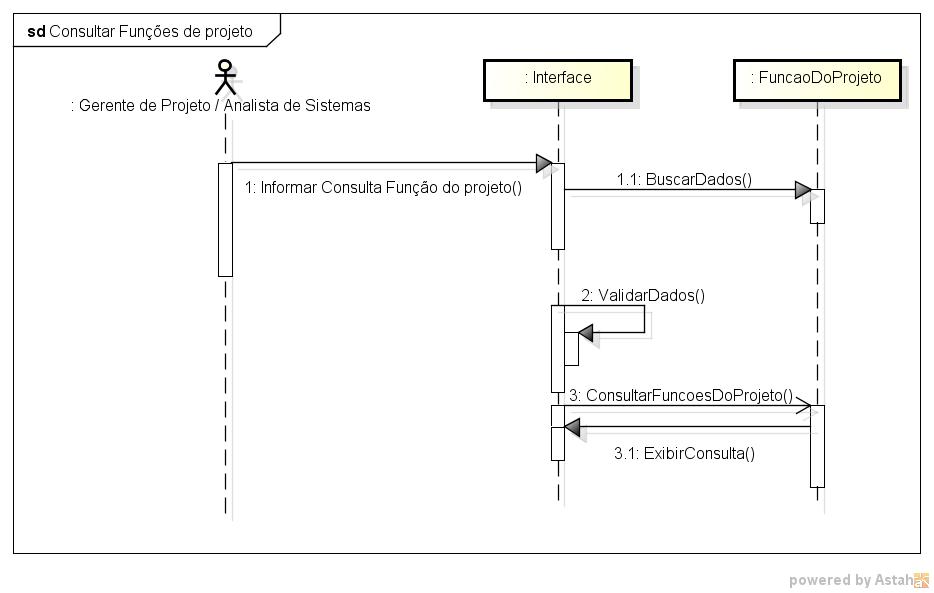 sd Consultar Funções de projeto
: Gerente de Projeto / Analista de Sistemas
: Interface
: FuncaoDoProjeto
1: Informar Consulta Função do projeto()
1.1: BuscarDados()
2: ValidarDados()
3: ConsultarFuncoesDoProjeto()
3.1: ExibirConsulta()
powered by Astah